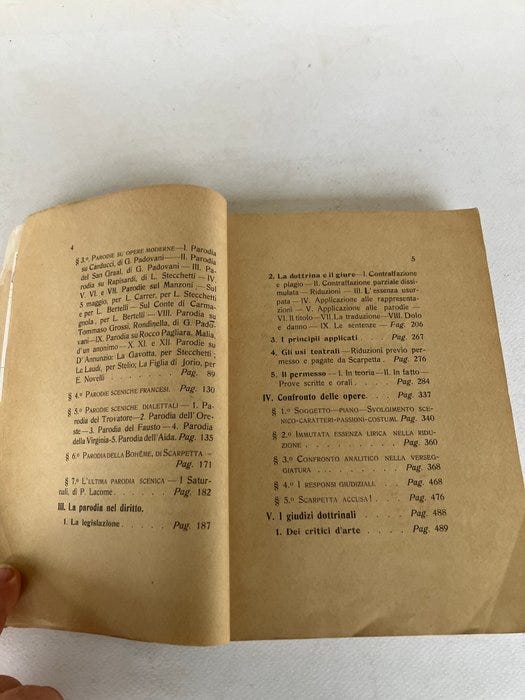 4
§ 3.º PARODIE SU OPERE MODERNE—I. Parodia
su Carducci, di G. Padovani —II. Parodia
del San Graal, di G. Padovani — III. Pa-
rodia su Rapisardi, di L. Stecchetti — IV.
V. VI. e VII. Parodie sul Manzoni,—Sul
5 maggio, per L. Carrer, per L. Stecchetti
e per L. Bertelli — Sul Conte di Carma-
gnola, per L. Bertelli — VIII. Parodia su
Tommaso Grossi, Rondinella, di G. Pado-
vani—IX. Parodia su Rocco Pagliara, Malìa,
d'un anonimo — X. XI. e XII. Parodie su
D'Annunzio: La Gavotta, per Stecchetti;
Le Laudi, per Stelio; La Figlia di Jorio, per
E. Novelli . . . . . . . Pag. 89
§ 4.º PARODIE SCENICHE FRANCESI. Pag. 130
§ 5.º PARODIE SCENICHE DIALETTALI — 1. Pa-
rodia del Trovatore—2. Parodia dell'Ore-
ste—3. Parodia del Fausto — 4. Parodia
della Virginia-5. Parodia dell'Aida. Pag. 135
§ 6.º PARODIA DELLA BOHÊME, DI SCARPETTA—
Pag. 171
§ 7.º L'ULTIMA PARODIA SCENICA — I Satur-
nali, di P. Lacome . . . . Pag. 182
III. La parodia nel diritto.
1. La legislazione . . . . . Pag. 187
5
2. La dottrina e il giure—I. Contraffazione
e plagio — II. Contraffazione parziale dissi-
mulata — Riduzioni — III. L'essenza usur-
pata — IV. Applicazione alle rappresentazi-
oni — V. Applicazione alle parodie —
VI. Il titolo—VII. La traduzione—VIII. Dolo
e danno — IX. Le sentenze — Pag. 206
3. I principii applicati . . . . Pag. 267
4. Gli usi teatrali — Riduzioni previo per-
messo e pagate da Scarpetta — Pag. 276
5. Il permesso — I. In teoria — II. In fatto—
Prove scritte e orali . . . . Pag. 284
IV. Confronto delle opere. . . . Pag. 337
§ 1.º SOGGETTO—PIANO—SVOLGIMENTO SCE-
NICO-CARATTERI-PASSIONI-COSTUMI. Pag. 340
§ 2.º IMMUTATA ESSENZA LIRICA NELLA RIDU-
ZIONE. . . . . . . . . Pag. 360
§ 3.º CONFRONTO ANALITICO NELLA VERSEG-
GIATURA . . . . . . . Pag. 368
§ 4.º I RESPONSI GIUDIZIALI. . . Pag. 468
§ 5.º SCARPETTA ACCUSA! . . . Pag. 476
V. I giudizi dottrinali . . . . Pag. 488
1. Dei critici d'arte . . . . . Pag. 489